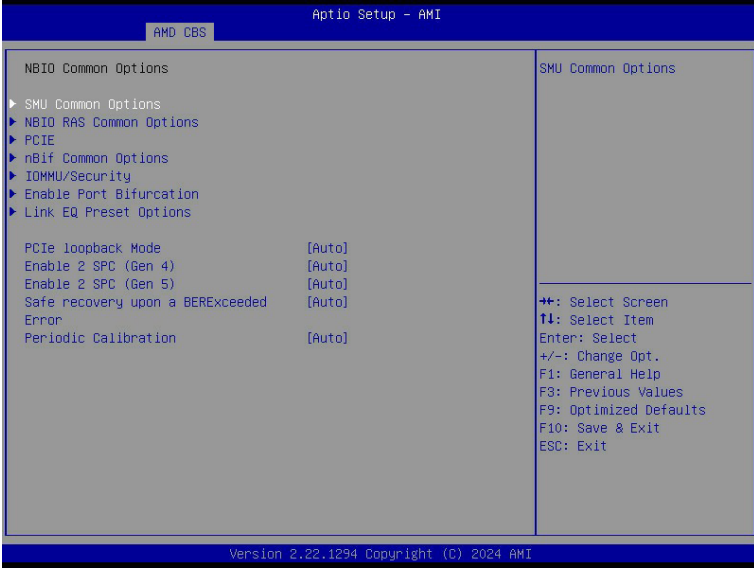 Aptio Setup – AMI
AMD CBS
NBIO Common Options
SMU Common Options
NBIO RAS Common Options
PCIE
nBif Common Options
IOMMU/Security
Enable Port Bifurcation
Link EQ Preset Options
PCIe loopback Mode [Auto]
Enable 2 SPC (Gen 4) [Auto]
Enable 2 SPC (Gen 5) [Auto]
Safe recovery upon a BERExceeded [Auto]
Error
Periodic Calibration [Auto]
SMU Common Options
→←: Select Screen
↑↓: Select Item
Enter: Select
+/-: Change Opt.
F1: General Help
F3: Previous Values
F9: Optimized Defaults
F10: Save & Exit
ESC: Exit
Version 2.22.1294 Copyright (C) 2024 AMI